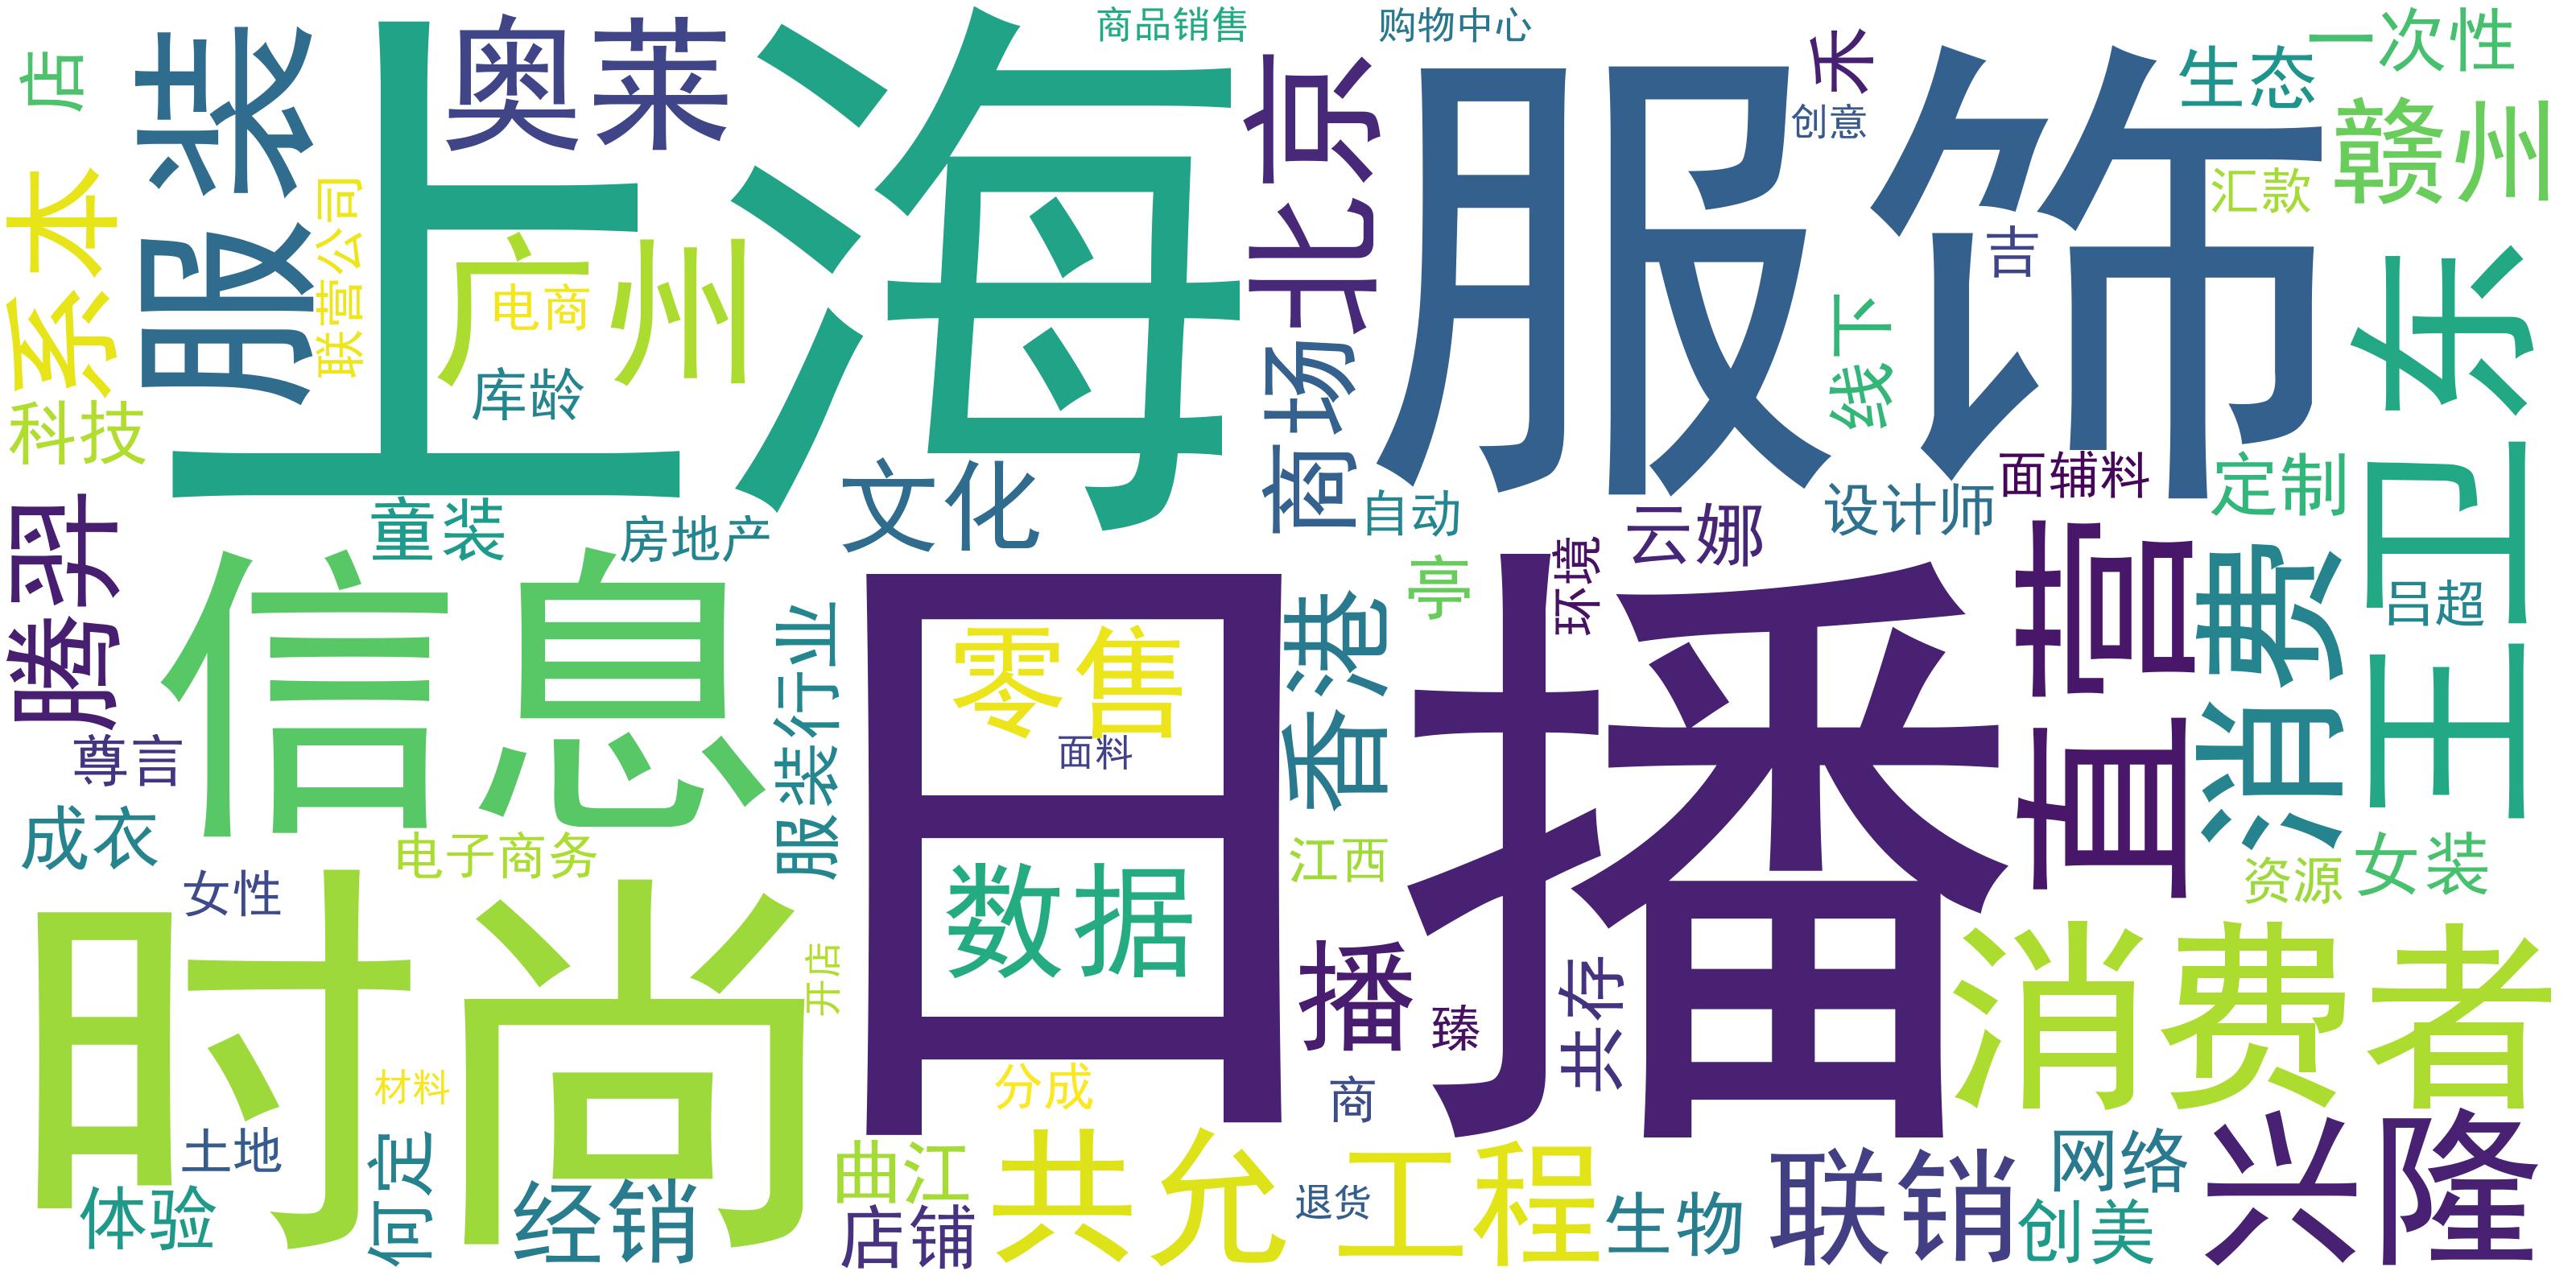 商品销售
购物中心
一次性
店
服装
上海
奥莱
北京
服饰
禾
创意
生态
赣州
系本
联营公司
广州
电商
库龄
商场
线下
吉
汇款
王卫东
科技
腾羿
童装
房地产
文化
自动
云娜
设计师
面辅料
定制
信息
服装行业
日播
零售
面料
香港
亭
环境
直营
消费
吕超
尊言
成衣
电子商务
数据
江西
资源
女装
女性
时尚
开店
播
臻
共存
消费者
材料
分成
商
土地
体验
何定
经销
曲江
店铺
共允
退货
工程
生物
联销
网络
创美
兴隆